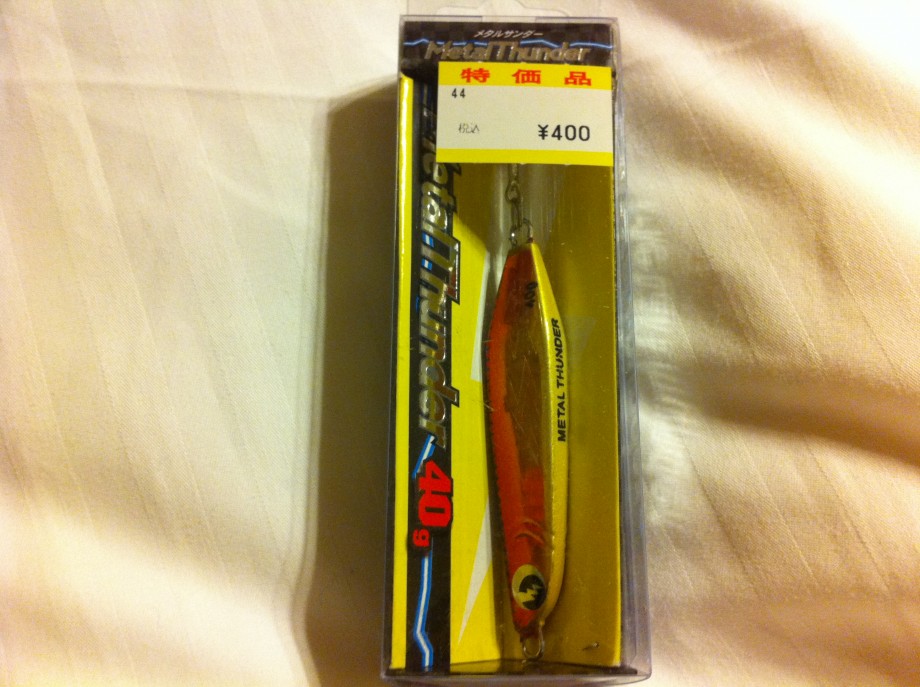 メタルサンダー
Metal Thunder
特価品
44
税込 ¥400
Metal Thunder 40g
40g
METAL THUNDER